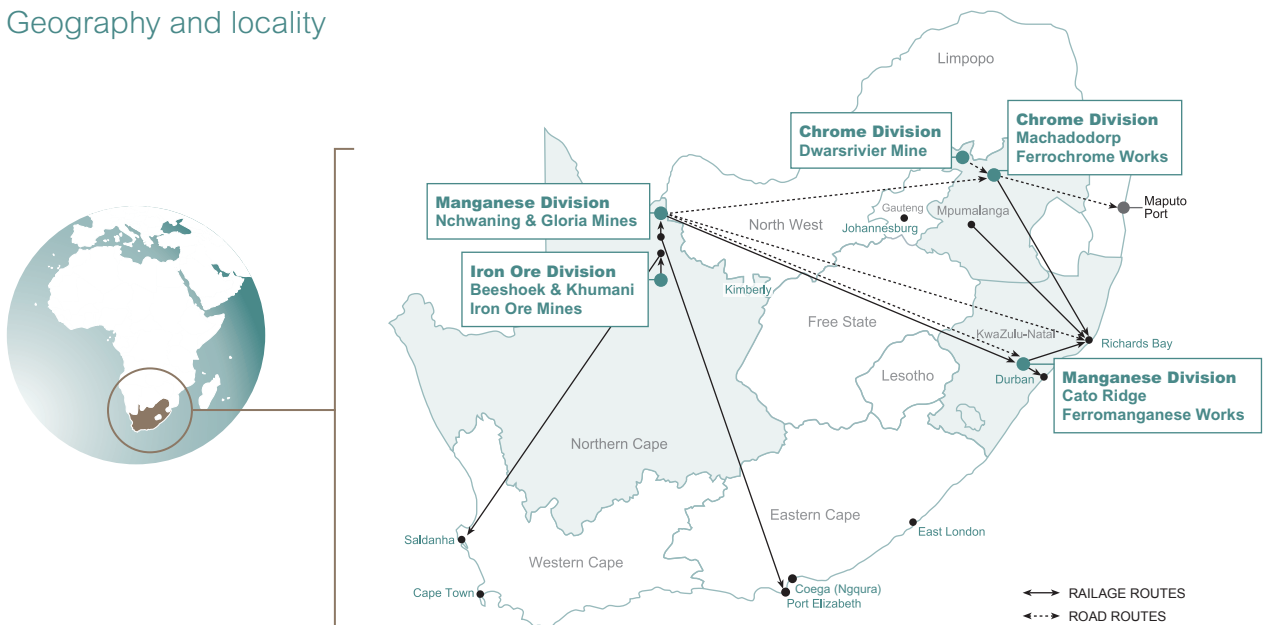 Geography and locality
Limpopo
Chrome Division
Dwarsrivier Mine
Chrome Division
Machadodorp
Ferrochrome Works
Manganese Division
Nchwaning & Gloria Mines
North West
Gauteng
Johannesburg
Mpumalanga
Maputo
Port
Iron Ore Division
Beeshoek & Khumani
Iron Ore Mines
Kimberly
Free State
KwaZulu-Natal
Richards Bay
Lesotho
Durban
Manganese Division
Cato Ridge
Ferromanganese Works
Northern Cape
Eastern Cape
East London
Saldanha
Western Cape
Cape Town
Coega (Ngqura)
Port Elizabeth
RAILAGE ROUTES
ROAD ROUTES